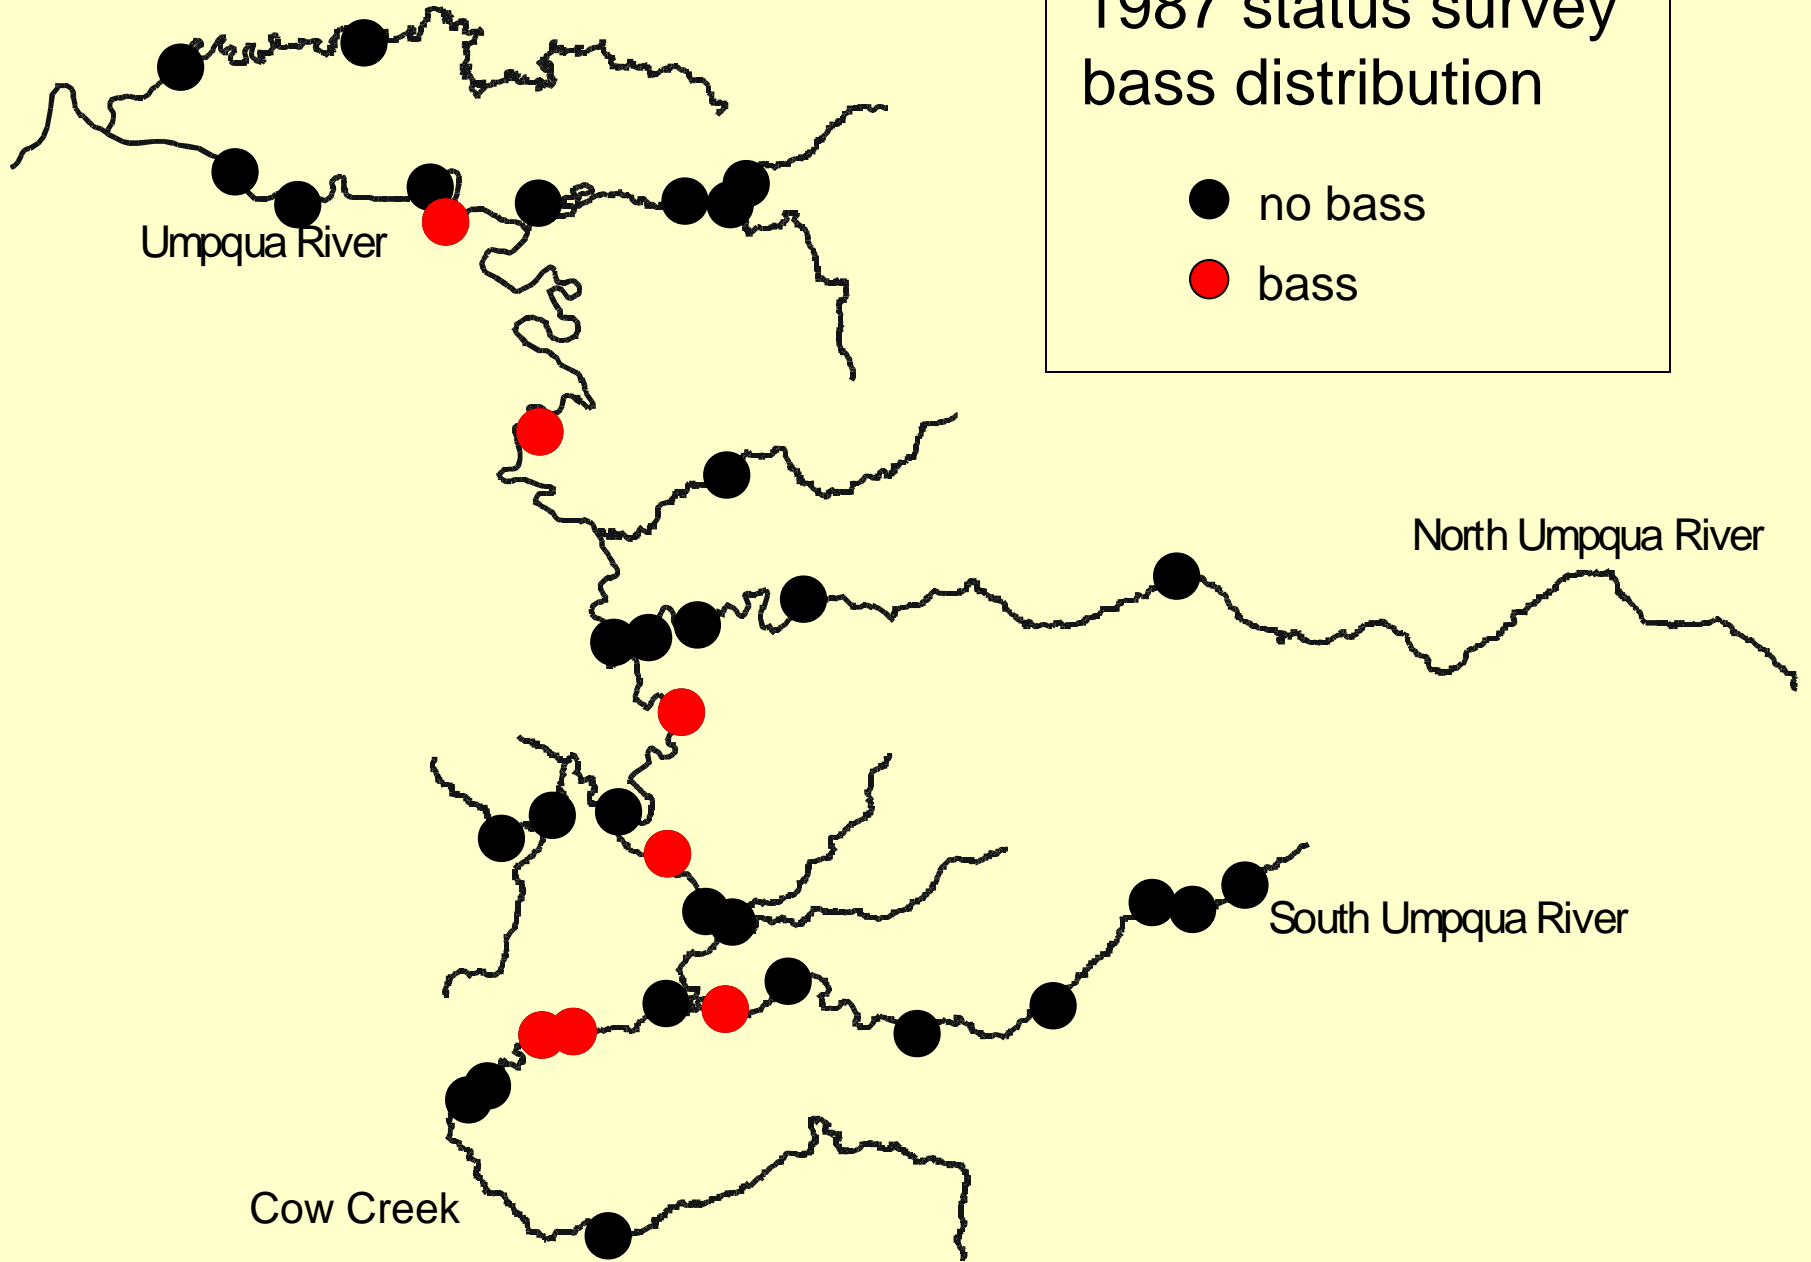 1987 status survey
bass distribution
no bass
bass
Umpqua River
North Umpqua River
South Umpqua River
Cow Creek